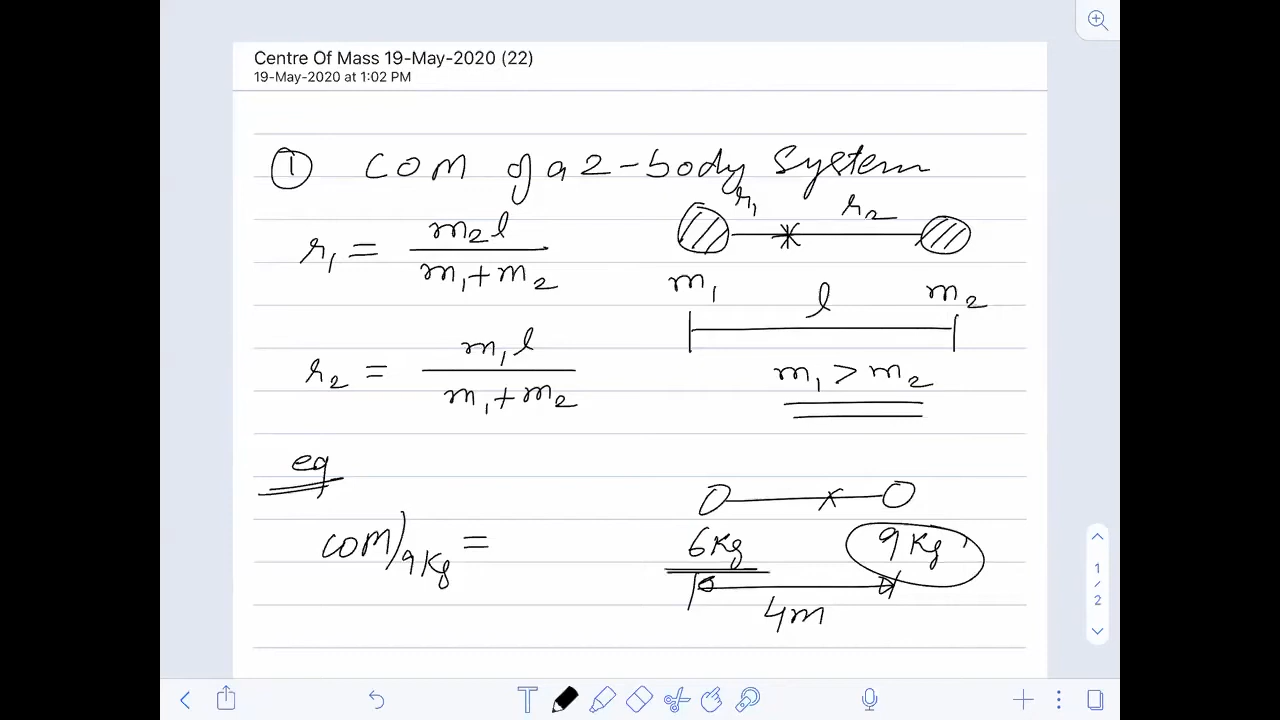 Centre Of Mass 19-May-2020 (22)
19-May-2020 at 1:02 PM
① COM of a 2-body System
r₁ = m₂l / m₁+m₂
r₁ r₂
m₁ m₂
l
r₂ = m₁l / m₁+m₂
m₁ > m₂
eg
COM)9Kg =
6Kg 9Kg
4m
1
/
2
T